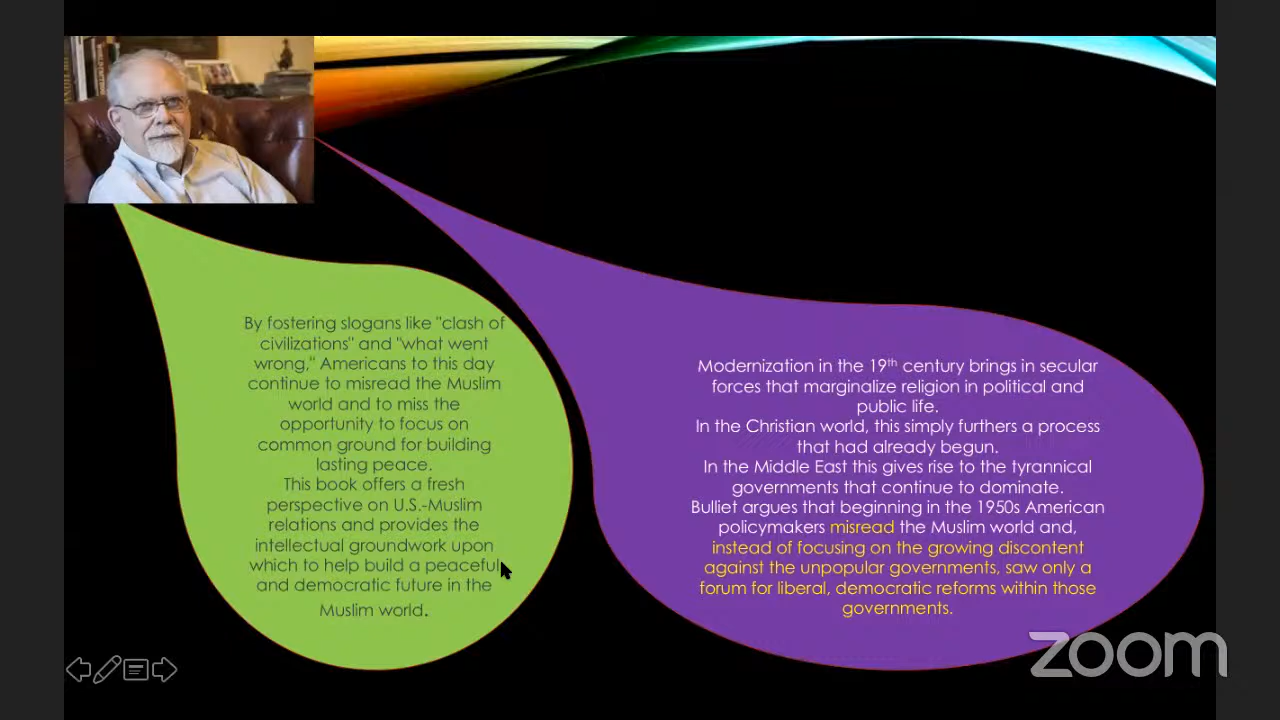 By fostering slogans like "clash of
civilizations" and "what went
wrong," Americans to this day
continue to misread the Muslim
world and to miss the
opportunity to focus on
common ground for building
lasting peace.
This book offers a fresh
perspective on U.S.-Muslim
relations and provides the
intellectual groundwork upon
which to help build a peaceful
and democratic future in the
Muslim world.
Modernization in the 19th century brings in secular
forces that marginalize religion in political and
public life.
In the Christian world, this simply furthers a process
that had already begun.
In the Middle East this gives rise to the tyrannical
governments that continue to dominate.
Bulliet argues that beginning in the 1950s American
policymakers misread the Muslim world and,
instead of focusing on the growing discontent
against the unpopular governments, saw only a
forum for liberal, democratic reforms within those
governments.
zoom